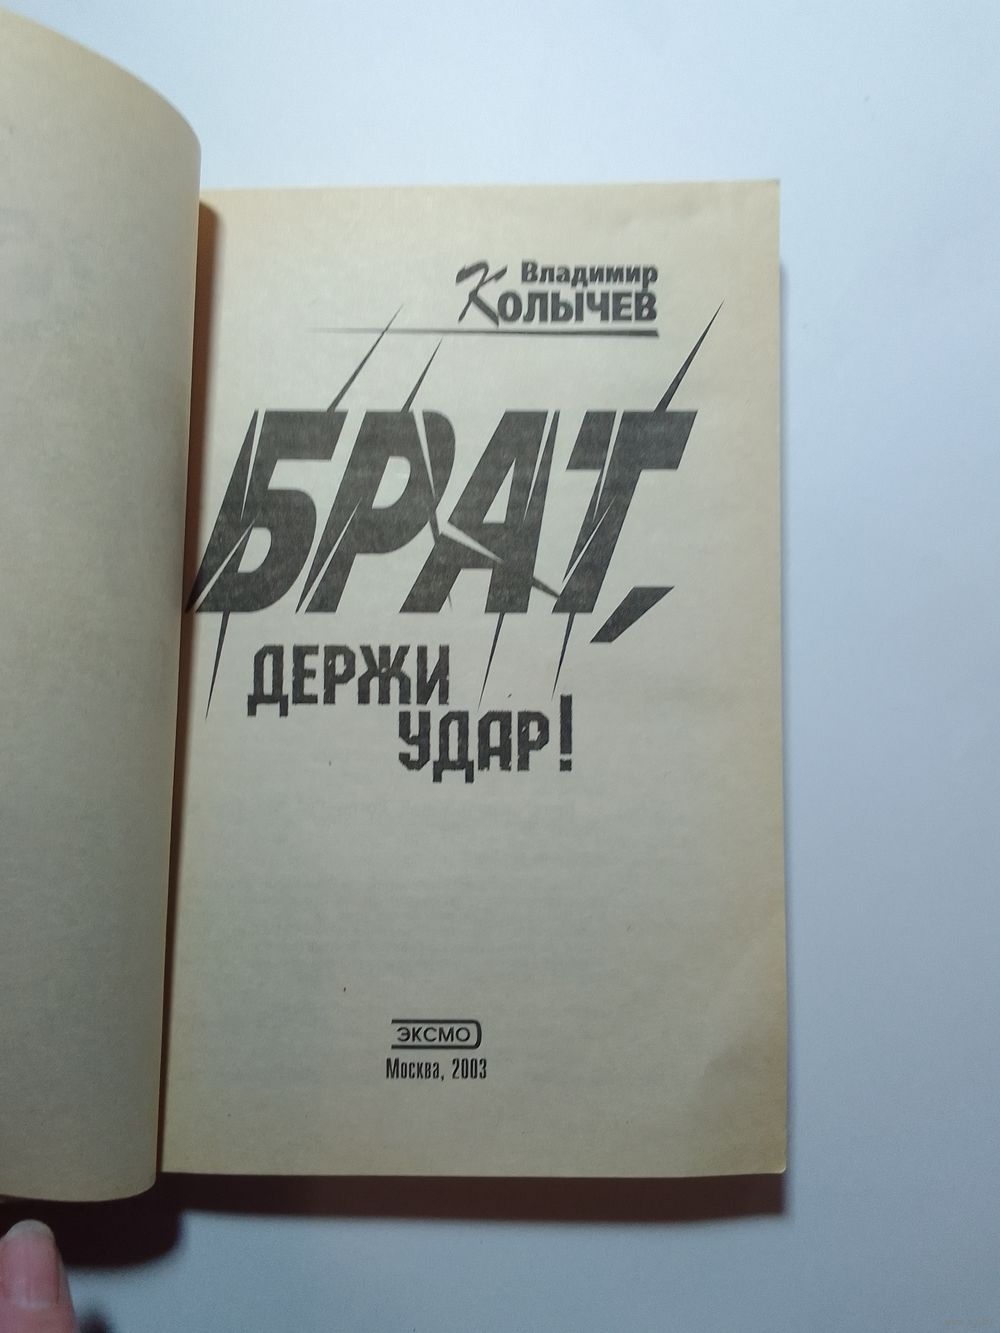 Владимир
КОЛЫЧЕВ
БРАТ,
ДЕРЖИ
УДАР!
ЭКСМО
Москва, 2003